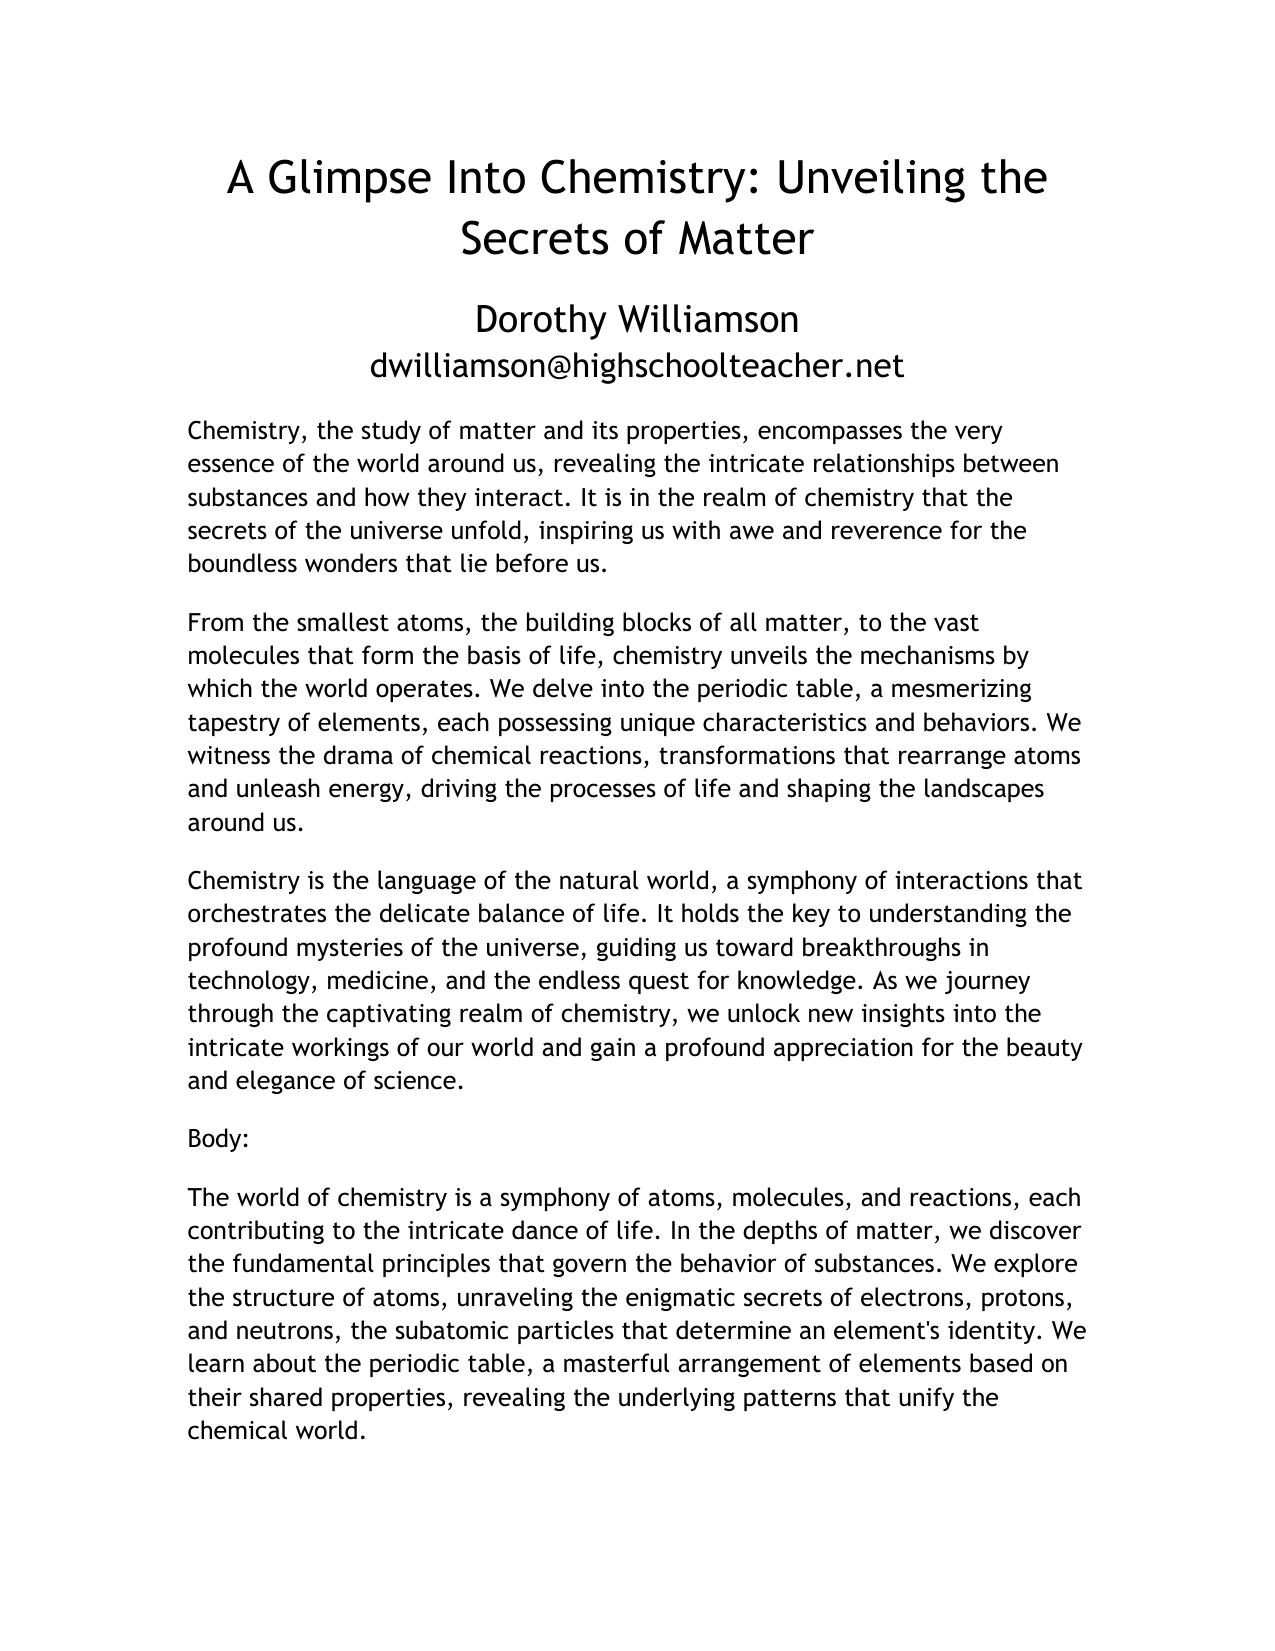 A Glimpse Into Chemistry: Unveiling the
Secrets of Matter
Dorothy Williamson
dwilliamson@highschoolteacher.net
Chemistry, the study of matter and its properties, encompasses the very
essence of the world around us, revealing the intricate relationships between
substances and how they interact. It is in the realm of chemistry that the
secrets of the universe unfold, inspiring us with awe and reverence for the
boundless wonders that lie before us.
From the smallest atoms, the building blocks of all matter, to the vast
molecules that form the basis of life, chemistry unveils the mechanisms by
which the world operates. We delve into the periodic table, a mesmerizing
tapestry of elements, each possessing unique characteristics and behaviors. We
witness the drama of chemical reactions, transformations that rearrange atoms
and unleash energy, driving the processes of life and shaping the landscapes
around us.
Chemistry is the language of the natural world, a symphony of interactions that
orchestrates the delicate balance of life. It holds the key to understanding the
profound mysteries of the universe, guiding us toward breakthroughs in
technology, medicine, and the endless quest for knowledge. As we journey
through the captivating realm of chemistry, we unlock new insights into the
intricate workings of our world and gain a profound appreciation for the beauty
and elegance of science.
Body:
The world of chemistry is a symphony of atoms, molecules, and reactions, each
contributing to the intricate dance of life. In the depths of matter, we discover
the fundamental principles that govern the behavior of substances. We explore
the structure of atoms, unraveling the enigmatic secrets of electrons, protons,
and neutrons, the subatomic particles that determine an element's identity. We
learn about the periodic table, a masterful arrangement of elements based on
their shared properties, revealing the underlying patterns that unify the
chemical world.